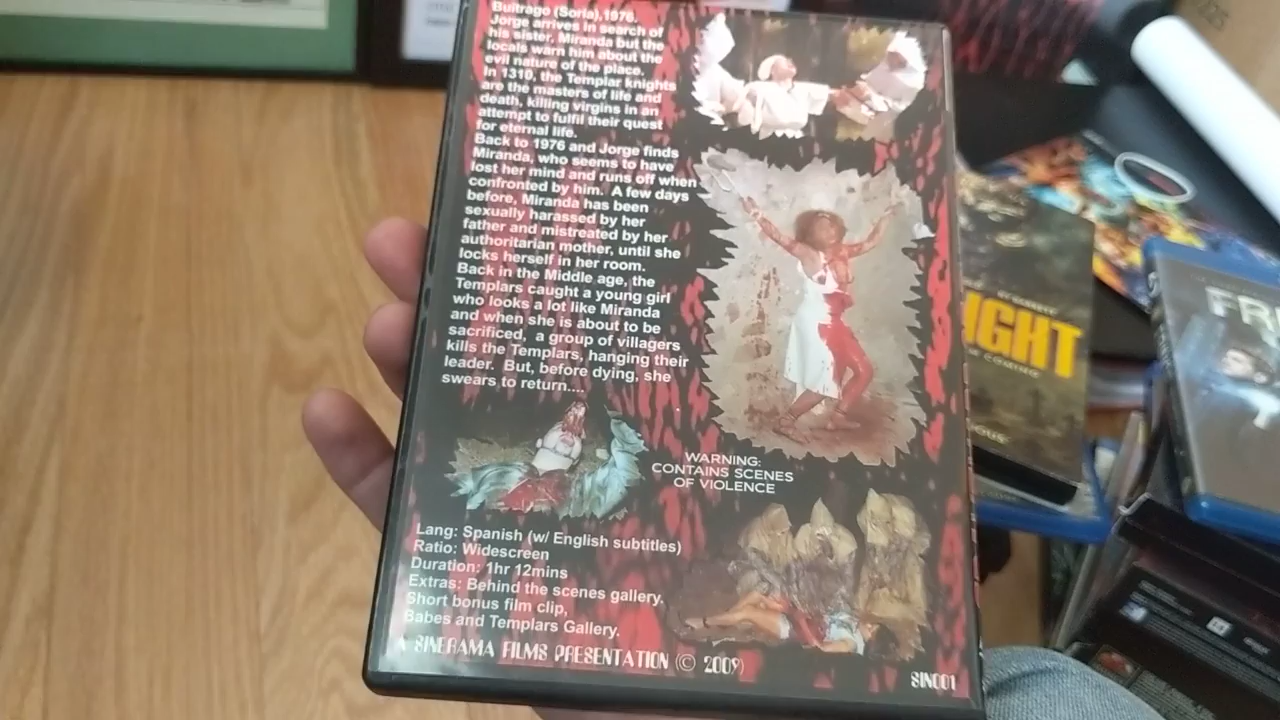 Buitrago (Soria),1976.
Jorge arrives in search of
his sister, Miranda but the
locals warn him about the
evil nature of the place.
In 1310, the Templar knights
are the masters of life and
death, killing virgins in an
attempt to fulfil their quest
for eternal life.
Back to 1976 and Jorge finds
Miranda, who seems to have
lost her mind and runs off when
confronted by him. A few days
before, Miranda has been
sexually harassed by her
father and mistreated by her
authoritarian mother, until she
locks herself in her room.
Back in the Middle age, the
Templars caught a young girl
who looks a lot like Miranda
and when she is about to be
sacrificed, a group of villagers
kills the Templars, hanging their
leader. But, before dying, she
swears to return....
WARNING:
CONTAINS SCENES
OF VIOLENCE
Lang: Spanish (w/ English subtitles)
Ratio: Widescreen
Duration: 1hr 12mins
Extras: Behind the scenes gallery.
Short bonus film clip,
Babes and Templars Gallery.
A SINERAMA FILMS PRESENTATION (© 2009)
SIN001
IGHT
COMING
FR